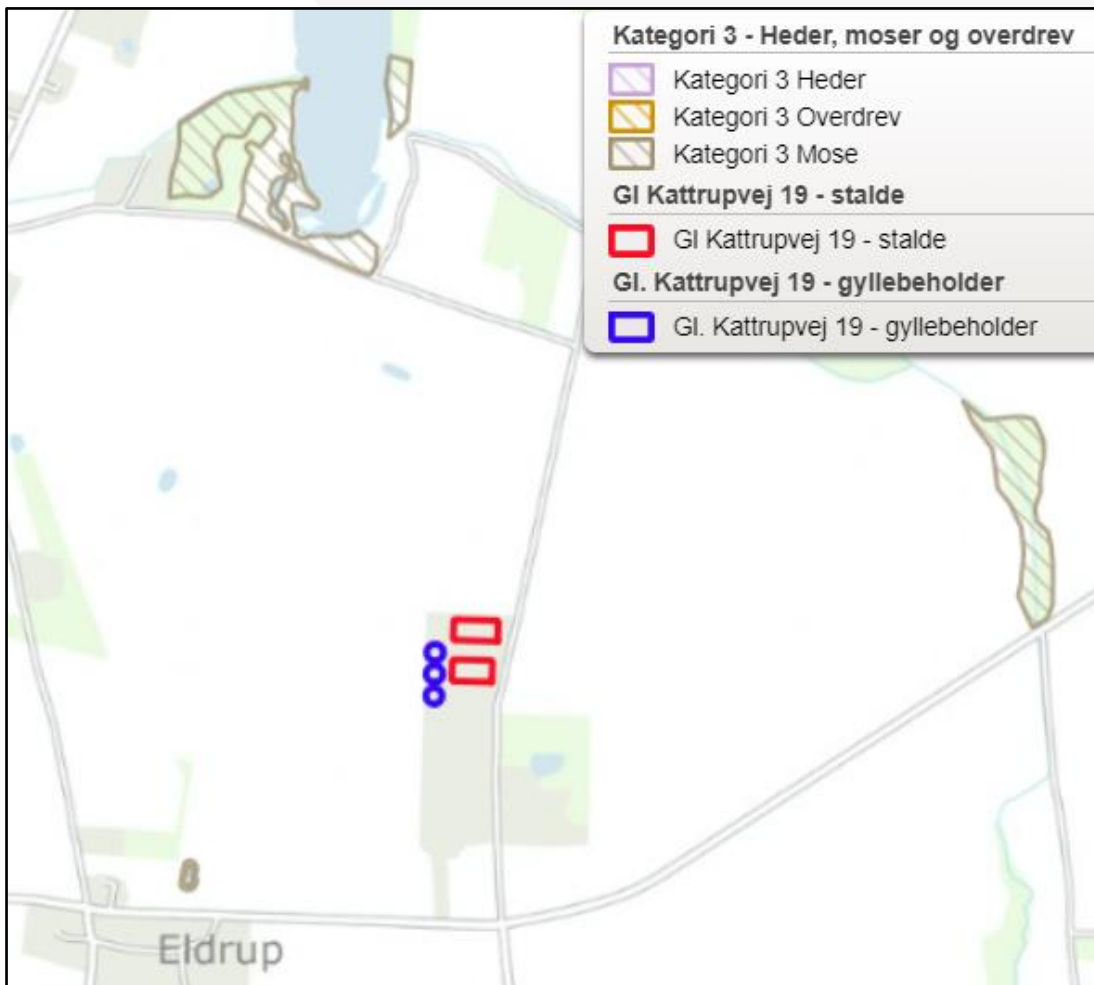 Kategori 3 - Heder, moser og overdrev
Kategori 3 Heder
Kategori 3 Overdrev
Kategori 3 Mose
Gl Kattrupvej 19 - stalde
Gl Kattrupvej 19 - stalde
Gl. Kattrupvej 19 - gyllebeholder
Gl. Kattrupvej 19 - gyllebeholder
Eldrup